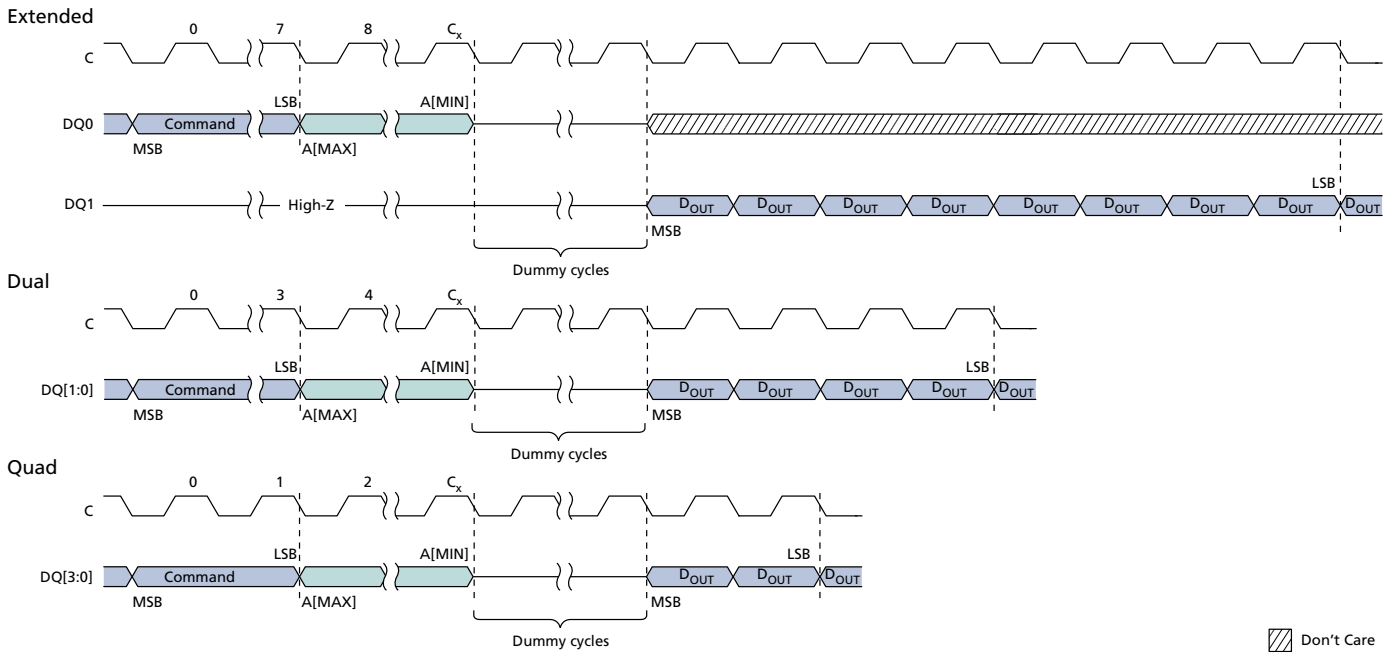 Extended
0 7 8 Cx
C
LSB A[MIN]
DQ0 Command
MSB A[MAX]
LSB
DQ1 High-Z DOUT DOUT DOUT DOUT DOUT DOUT DOUT DOUT DOUT
MSB
Dummy cycles
Dual
0 3 4 Cx
C
LSB A[MIN] LSB
DQ[1:0] Command DOUT DOUT DOUT DOUT DOUT
MSB A[MAX] MSB
Dummy cycles
Quad
0 1 2 Cx
C
LSB A[MIN] LSB
DQ[3:0] Command DOUT DOUT DOUT
MSB A[MAX] MSB
Dummy cycles
Don't Care